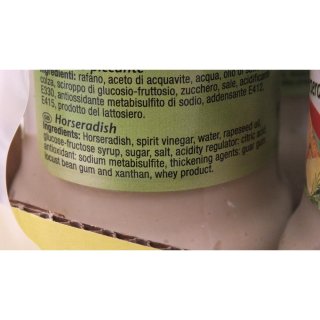 Ingredienti: rafano, aceto di acquavite, acqua, olio di
colza, sciroppo di glucosio-fruttosio, zucchero, sale, acidificante
E330, antiossidante metabisolfito di sodio, addensante E412,
E415, prodotto del lattosiero.
GB Horseradish
Ingredients: Horseradish, spirit vinegar, water, rapeseed oil,
glucose-fructose syrup, sugar, salt, acidity regulator: citric acid,
antioxidant: sodium metabisulfite, thickening agents: guar gum,
locust bean gum and xanthan, whey product.